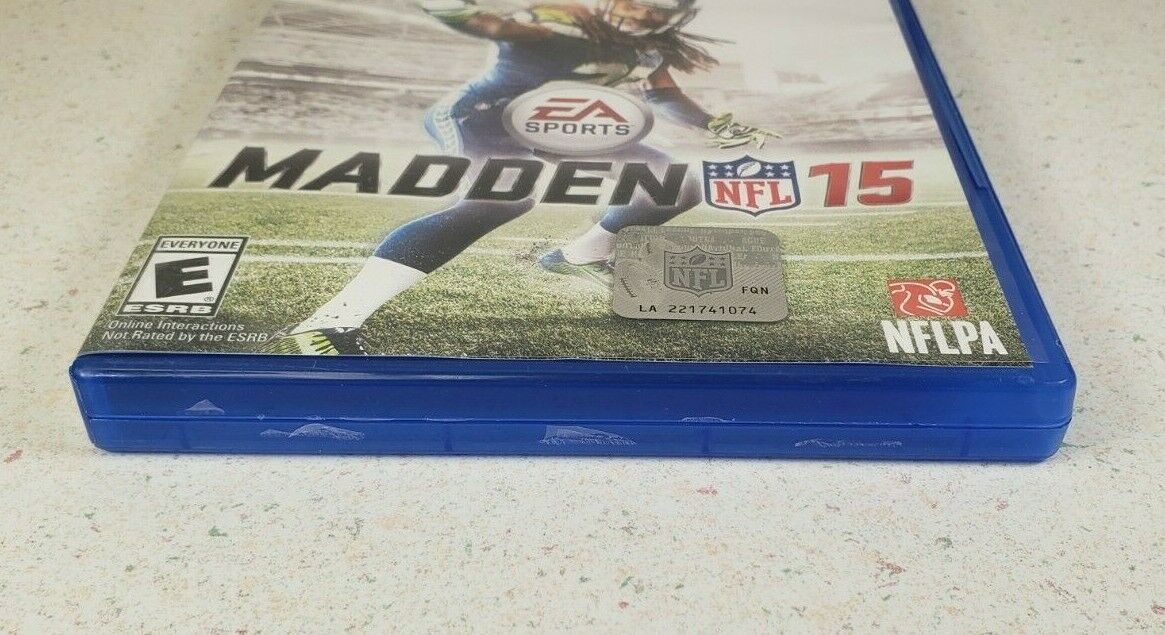 EA
SPORTS
MADDEN NFL 15
EVERYONE
E
ESRB
Online Interactions
Not Rated by the ESRB
NFL
FQN
LA 221741074
NFLPA